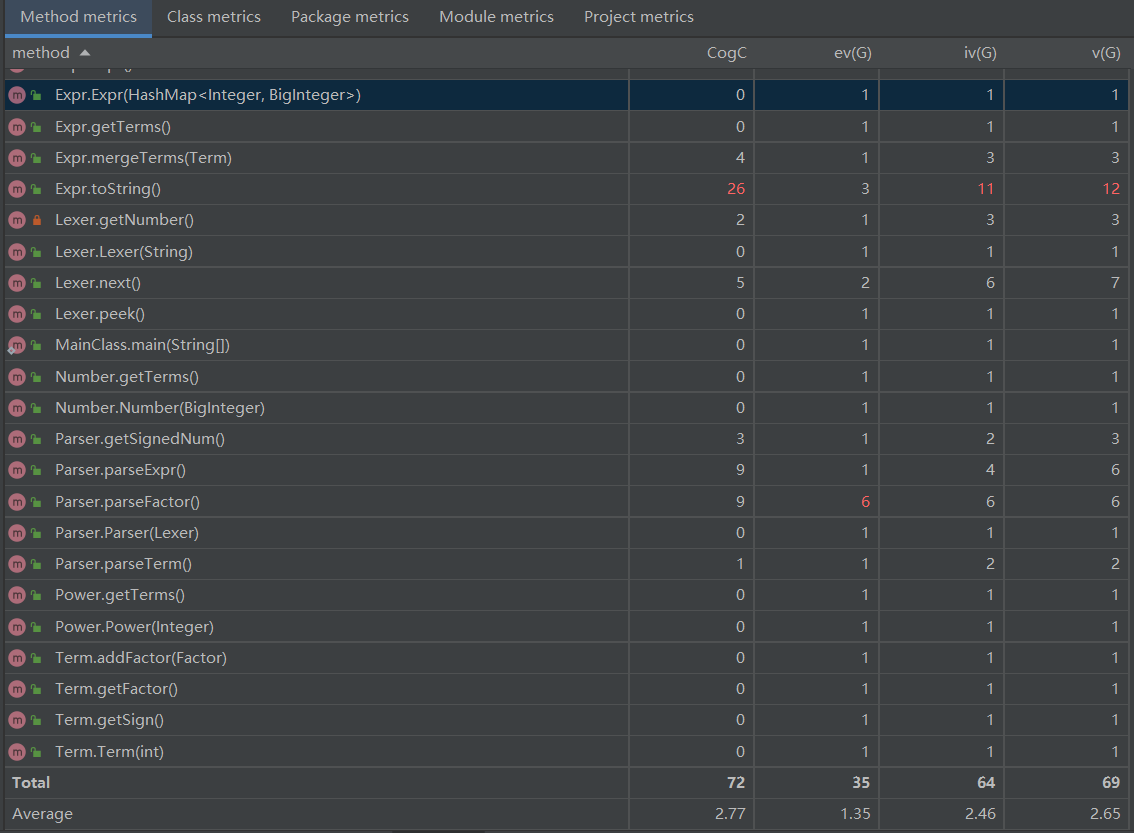 Method metrics Class metrics Package metrics Module metrics Project metrics
method CogC ev(G) iv(G) v(G)
Expr.Expr(HashMap<Integer, BigInteger>) 0 1 1 1
Expr.getTerms() 0 1 1 1
Expr.mergeTerms(Term) 4 1 3 3
Expr.toString() 26 3 11 12
Lexer.getNumber() 2 1 3 3
Lexer.Lexer(String) 0 1 1 1
Lexer.next() 5 2 6 7
Lexer.peek() 0 1 1 1
MainClass.main(String[]) 0 1 1 1
Number.getTerms() 0 1 1 1
Number.Number(BigInteger) 0 1 1 1
Parser.getSignedNum() 3 1 2 3
Parser.parseExpr() 9 1 4 6
Parser.parseFactor() 9 6 6 6
Parser.Parser(Lexer) 0 1 1 1
Parser.parseTerm() 1 1 2 2
Power.getTerms() 0 1 1 1
Power.Power(Integer) 0 1 1 1
Term.addFactor(Factor) 0 1 1 1
Term.getFactor() 0 1 1 1
Term.getSign() 0 1 1 1
Term.Term(int) 0 1 1 1
Total 72 35 64 69
Average 2.77 1.35 2.46 2.65